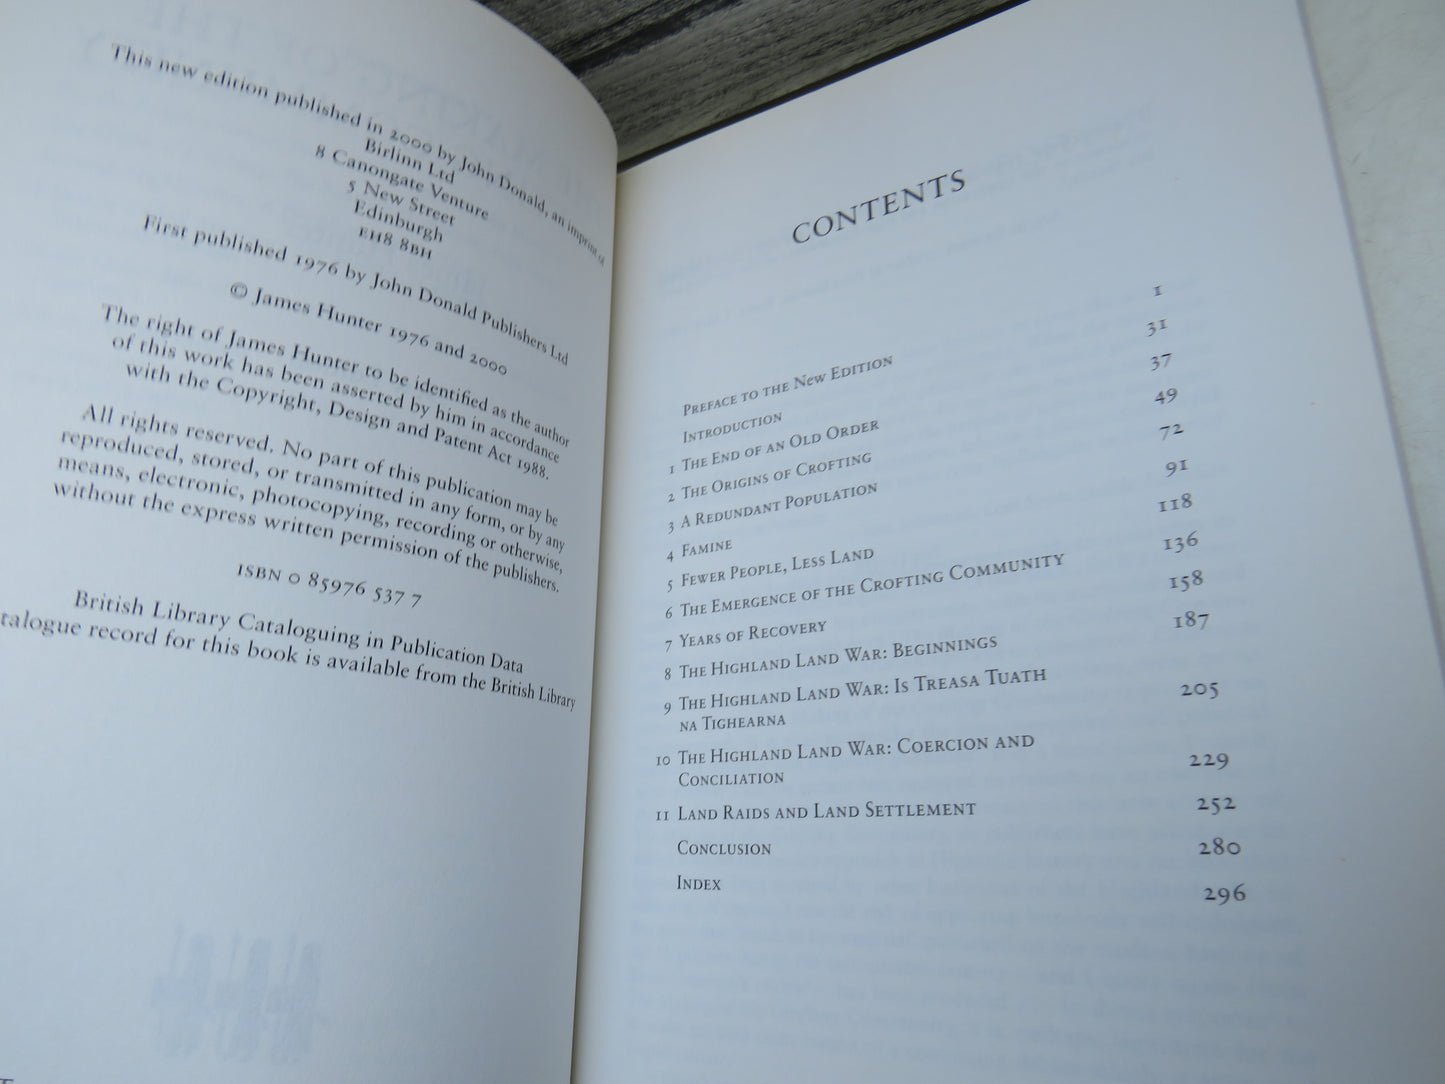 This new edition published in 2000 by John Donald, an imprint of
Birlinn Ltd
8 Canongate Venture
5 New Street
Edinburgh
EH8 8BH
First published 1976 by John Donald Publishers Ltd
© James Hunter 1976 and 2000
The right of James Hunter to be identified as the author
of this work has been asserted by him in accordance
with the Copyright, Design and Patent Act 1988.
All rights reserved. No part of this publication may be
reproduced, stored, or transmitted in any form, or by any
means, electronic, photocopying, recording or otherwise,
without the express written permission of the publishers.
ISBN 0 85976 537 7
British Library Cataloguing in Publication Data
talogue record for this book is available from the British Library
CONTENTS
Preface to the New Edition 1
Introduction 31
1 The End of an Old Order 37
2 The Origins of Crofting 49
3 A Redundant Population 72
4 Famine 91
5 Fewer People, Less Land 118
6 The Emergence of the Crofting Community 136
7 Years of Recovery 158
8 The Highland Land War: Beginnings 187
9 The Highland Land War: Is Treasa Tuath
na Tighearna 205
10 The Highland Land War: Coercion and
Conciliation 229
11 Land Raids and Land Settlement 252
Conclusion 280
Index 296